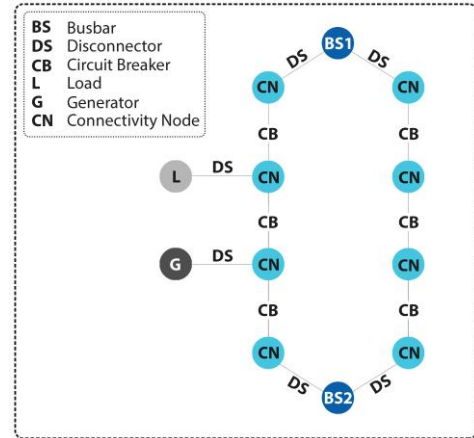 BS Busbar
DS Disconnector
CB Circuit Breaker
L Load
G Generator
CN Connectivity Node
BS1
DS DS
CN CN
CB CB
L DS CN CN
CB CB
G DS CN CN
CB CB
CN CN
DS DS
BS2